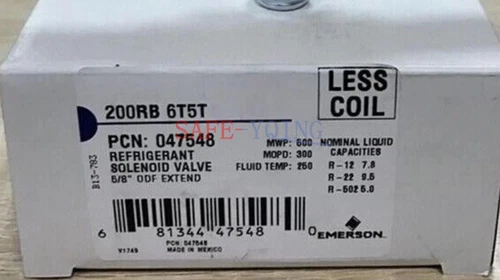 200RB 6T5T
LESS
COIL
PCN: 047548
REFRIGERANT
SOLENOID VALVE
5/8" ODF EXTEND
MWP: 500
MOPD: 300
FLUID TEMP: 250
NOMINAL LIQUID
CAPACITIES
R-12 7.8
R-22 9.5
R-502 6.0
B13-783
SAFE-YQING
6 81344 47548 0
EMERSON
V1749
PCN: 047548
MADE IN MEXICO